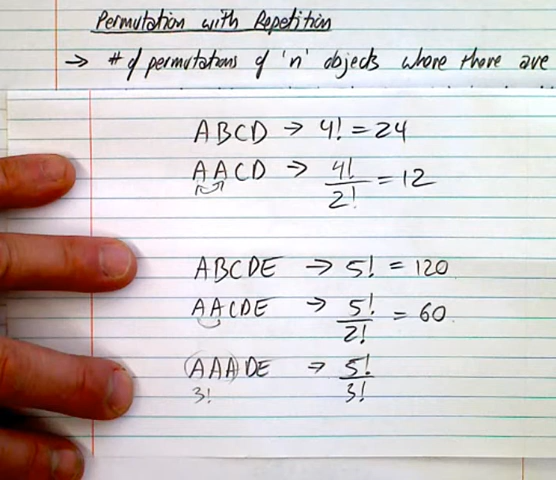 Permutation with Repetition
→ # of permutations of 'n' objects where there are
ABCD → 4! = 24
AACD → 4!/2! = 12
ABCDE → 5! = 120
AACDE → 5!/2! = 60
AAADE → 5!/3!
3!